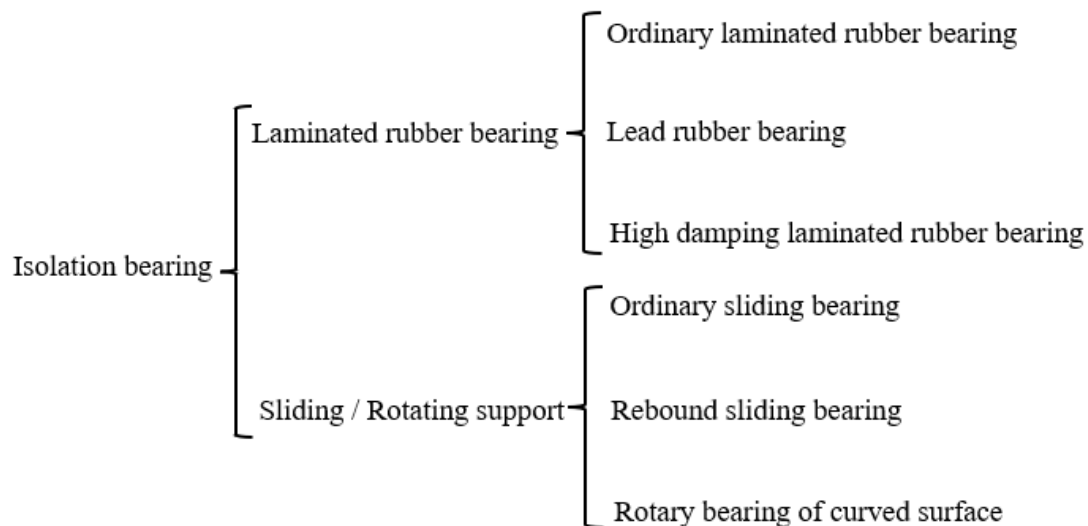 Ordinary laminated rubber bearing
Laminated rubber bearing
Lead rubber bearing
High damping laminated rubber bearing
Isolation bearing
Ordinary sliding bearing
Sliding / Rotating support
Rebound sliding bearing
Rotary bearing of curved surface